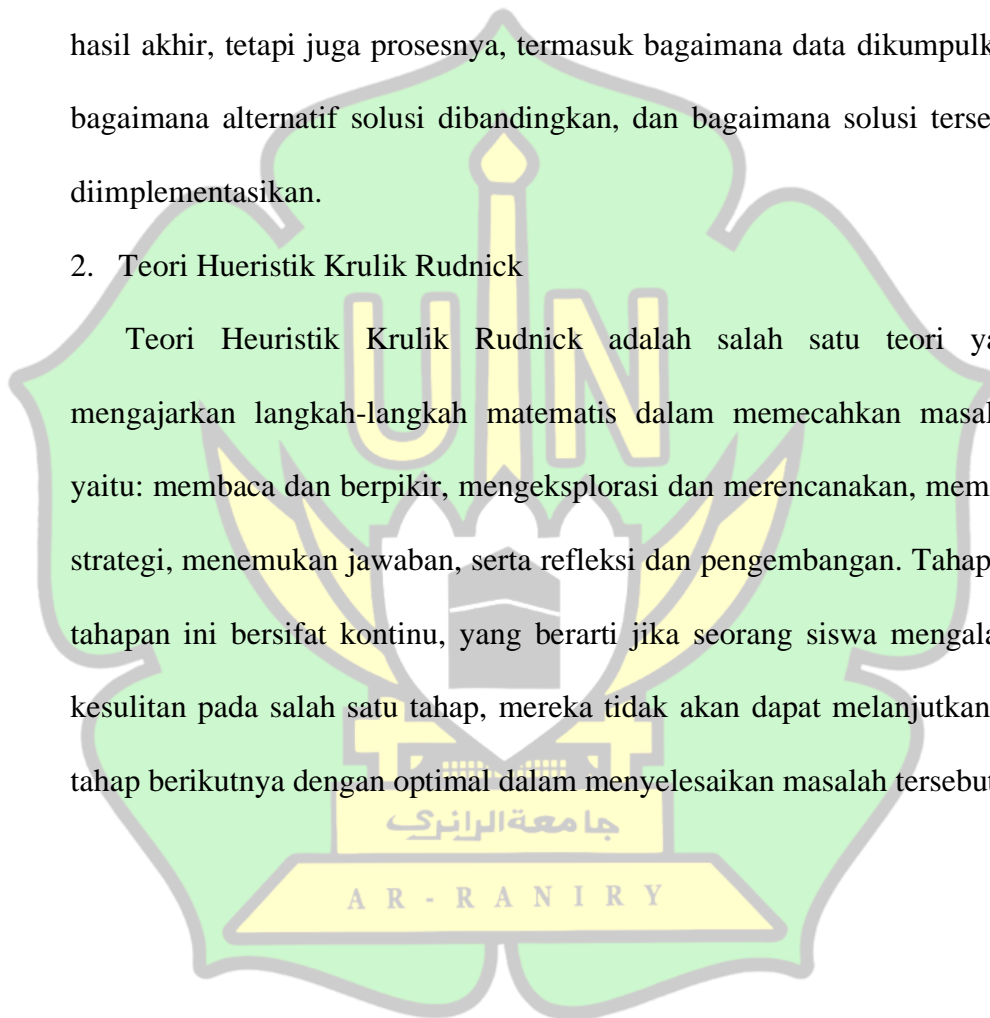 hasil akhir, tetapi juga prosesnya, termasuk bagaimana data dikumpulk
bagaimana alternatif solusi dibandingkan, dan bagaimana solusi terse
diimplementasikan.
2. Teori Hueristik Krulik Rudnick
Teori Heuristik Krulik Rudnick adalah salah satu teori ya
mengajarkan langkah-langkah matematis dalam memecahkan masal
yaitu: membaca dan berpikir, mengeksplorasi dan merencanakan, mem
strategi, menemukan jawaban, serta refleksi dan pengembangan. Tahap
tahapan ini bersifat kontinu, yang berarti jika seorang siswa mengala
kesulitan pada salah satu tahap, mereka tidak akan dapat melanjutkan
tahap berikutnya dengan optimal dalam menyelesaikan masalah tersebut
UIN
جامعة الرانري
AR-RANIRY